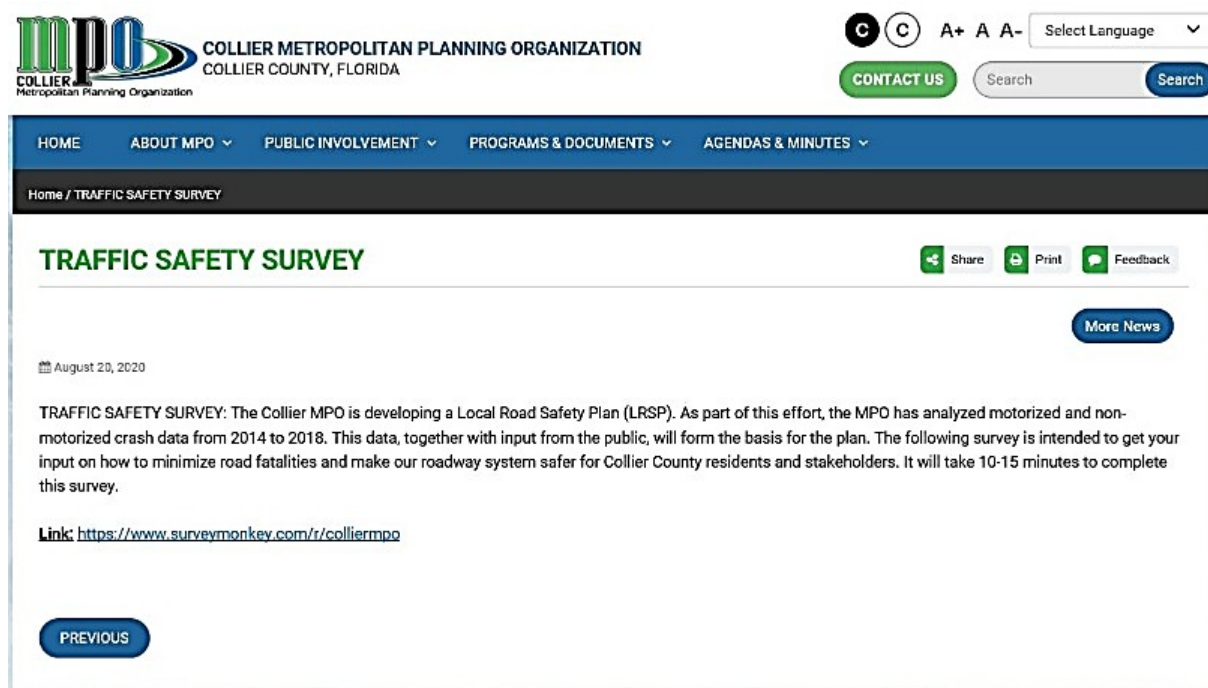 mpo
COLLIER
Metropolitan Planning Organization
COLLIER METROPOLITAN PLANNING ORGANIZATION
COLLIER COUNTY, FLORIDA
C C A+ A A- Select Language
CONTACT US Search Search
HOME ABOUT MPO PUBLIC INVOLVEMENT PROGRAMS & DOCUMENTS AGENDAS & MINUTES
Home / TRAFFIC SAFETY SURVEY
TRAFFIC SAFETY SURVEY
Share Print Feedback
More News
August 20, 2020
TRAFFIC SAFETY SURVEY: The Collier MPO is developing a Local Road Safety Plan (LRSP). As part of this effort, the MPO has analyzed motorized and non-
motorized crash data from 2014 to 2018. This data, together with input from the public, will form the basis for the plan. The following survey is intended to get your
input on how to minimize road fatalities and make our roadway system safer for Collier County residents and stakeholders. It will take 10-15 minutes to complete
this survey.
Link: https://www.surveymonkey.com/r/colliermpo
PREVIOUS